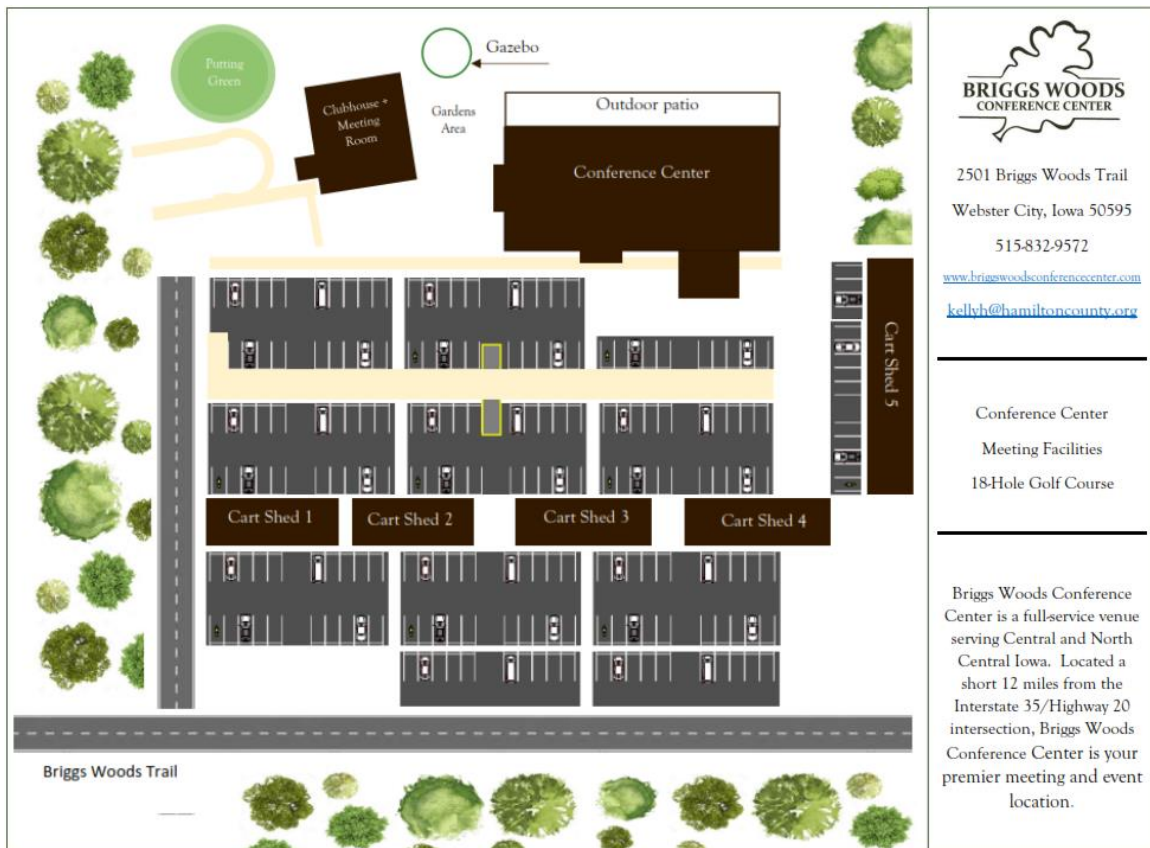 Putting
Green
Clubhouse +
Meeting
Room
Gazebo
Gardens
Area
Outdoor patio
Conference Center
Cart Shed 5
Cart Shed 1
Cart Shed 2
Cart Shed 3
Cart Shed 4
Briggs Woods Trail
BRIGGS WOODS
CONFERENCE CENTER
2501 Briggs Woods Trail
Webster City, Iowa 50595
515-832-9572
www.briggswoodsconferencecenter.com
kellyh@hamiltoncounty.org
Conference Center
Meeting Facilities
18-Hole Golf Course
Briggs Woods Conference
Center is a full-service venue
serving Central and North
Central Iowa. Located a
short 12 miles from the
Interstate 35/Highway 20
intersection, Briggs Woods
Conference Center is your
premier meeting and event
location.